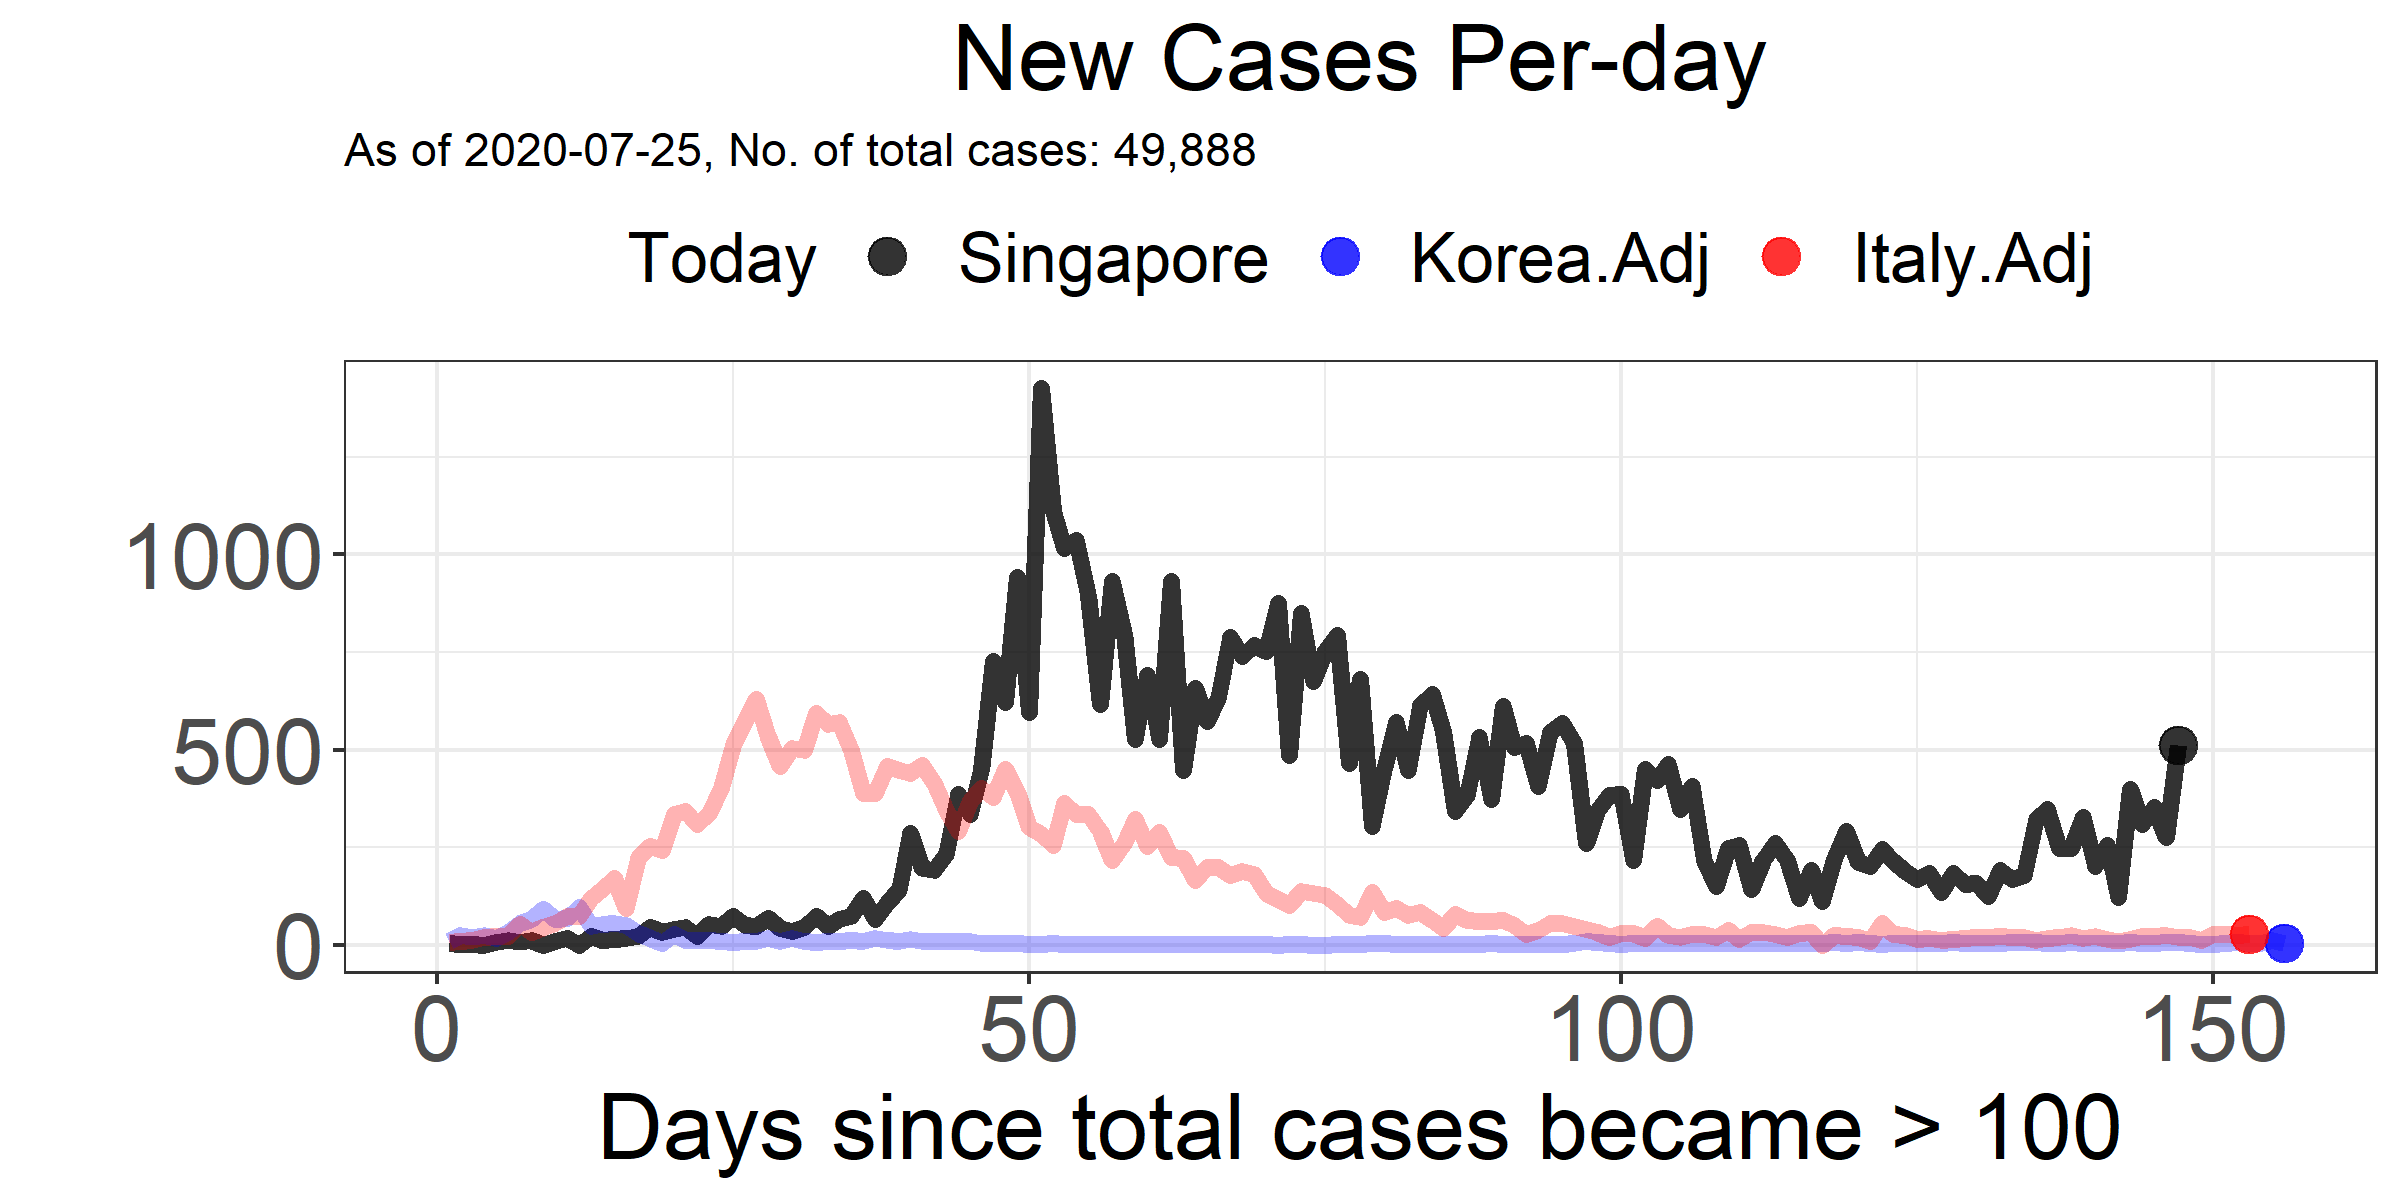 New Cases Per-day
As of 2020-07-25, No. of total cases: 49,888
Today Singapore Korea.Adj Italy.Adj
1000
500
0
0 50 100 150
Days since total cases became > 100